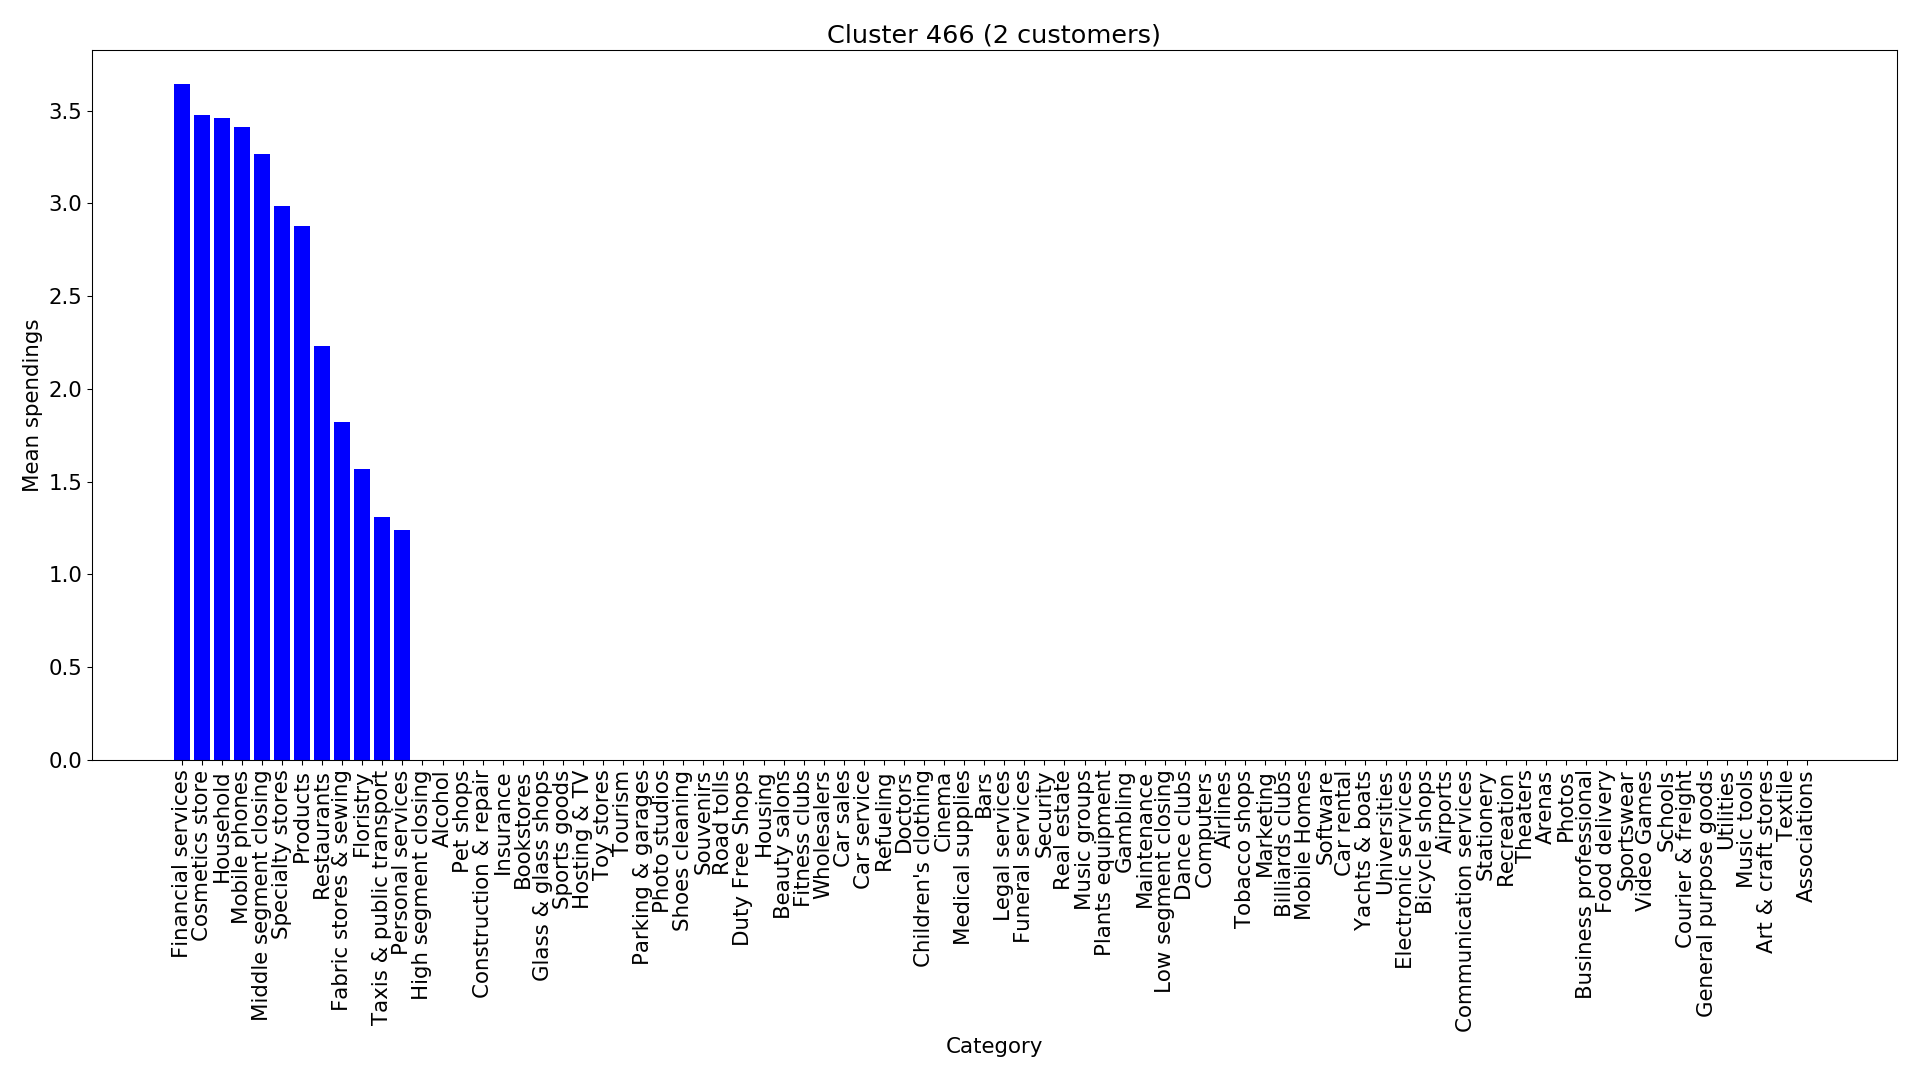 Cluster 466 (2 customers)
3.5
3.0
2.5
2.0
1.5
1.0
0.5
0.0
Mean spendings
Financial services
Cosmetics store
Household
Mobile phones
Middle segment closing
Specialty stores
Products
Restaurants
Fabric stores & sewing
Floristry
Taxis & public transport
Personal services
High segment closing
Alcohol
Pet shops
Construction & repair
Insurance
Bookstores
Glass & glass shops
Sports goods
Hosting & TV
Toy stores
Tourism
Parking & garages
Photo studios
Shoes cleaning
Souvenirs
Road tolls
Duty Free Shops
Housing
Beauty salons
Fitness clubs
Wholesalers
Car sales
Car service
Refueling
Doctors
Children's clothing
Cinema
Medical supplies
Bars
Legal services
Funeral services
Security
Real estate
Music groups
Plants equipment
Gambling
Maintenance
Low segment closing
Dance clubs
Computers
Airlines
Tobacco shops
Marketing
Billiards clubs
Mobile Homes
Software
Car rental
Yachts & boats
Universities
Electronic services
Bicycle shops
Airports
Communication services
Stationery
Recreation
Theaters
Arenas
Photos
Business professional
Food delivery
Sportswear
Video Games
Schools
Courier & freight
General purpose goods
Utilities
Music tools
Art & craft stores
Textile
Associations
Category